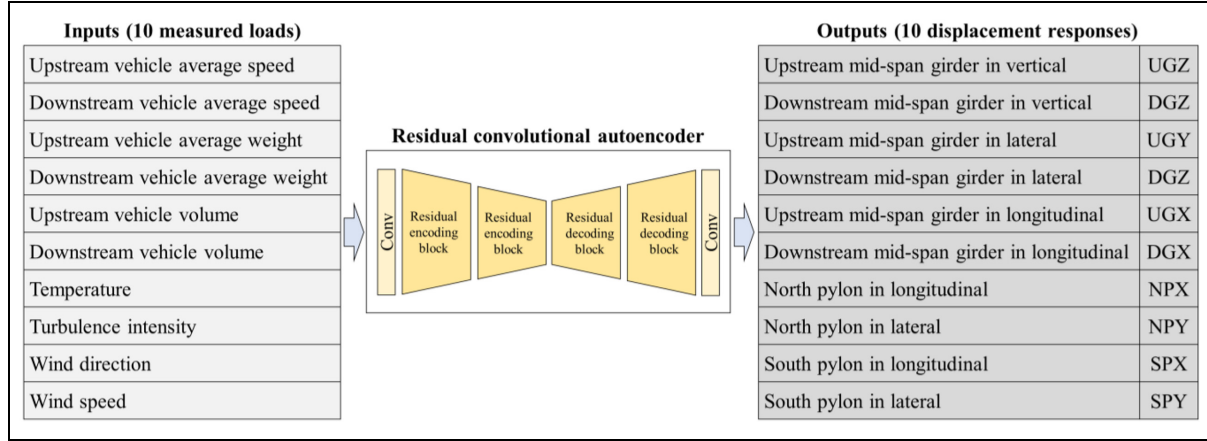 Inputs (10 measured loads)
Upstream vehicle average speed
Downstream vehicle average speed
Upstream vehicle average weight
Downstream vehicle average weight
Upstream vehicle volume
Downstream vehicle volume
Temperature
Turbulence intensity
Wind direction
Wind speed
Residual convolutional autoencoder
Conv
Residual
encoding
block
Residual
encoding
block
Residual
decoding
block
Residual
decoding
block
Conv
Outputs (10 displacement responses)
Upstream mid-span girder in vertical UGZ
Downstream mid-span girder in vertical DGZ
Upstream mid-span girder in lateral UGY
Downstream mid-span girder in lateral DGZ
Upstream mid-span girder in longitudinal UGX
Downstream mid-span girder in longitudinal DGX
North pylon in longitudinal NPX
North pylon in lateral NPY
South pylon in longitudinal SPX
South pylon in lateral SPY